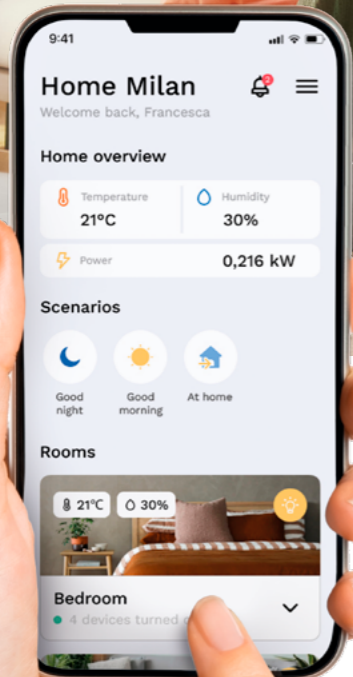 9:41
Home Milan
2
Welcome back, Francesca
Home overview
Temperature
21°C
Humidity
30%
Power
0,216 kW
Scenarios
Good
night
Good
morning
At home
Rooms
21°C
30%
Bedroom
4 devices turned